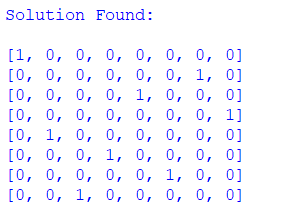 Solution Found:
[1, 0, 0, 0, 0, 0, 0, 0]
[0, 0, 0, 0, 0, 0, 1, 0]
[0, 0, 0, 0, 1, 0, 0, 0]
[0, 0, 0, 0, 0, 0, 0, 1]
[0, 1, 0, 0, 0, 0, 0, 0]
[0, 0, 0, 1, 0, 0, 0, 0]
[0, 0, 0, 0, 0, 1, 0, 0]
[0, 0, 1, 0, 0, 0, 0, 0]